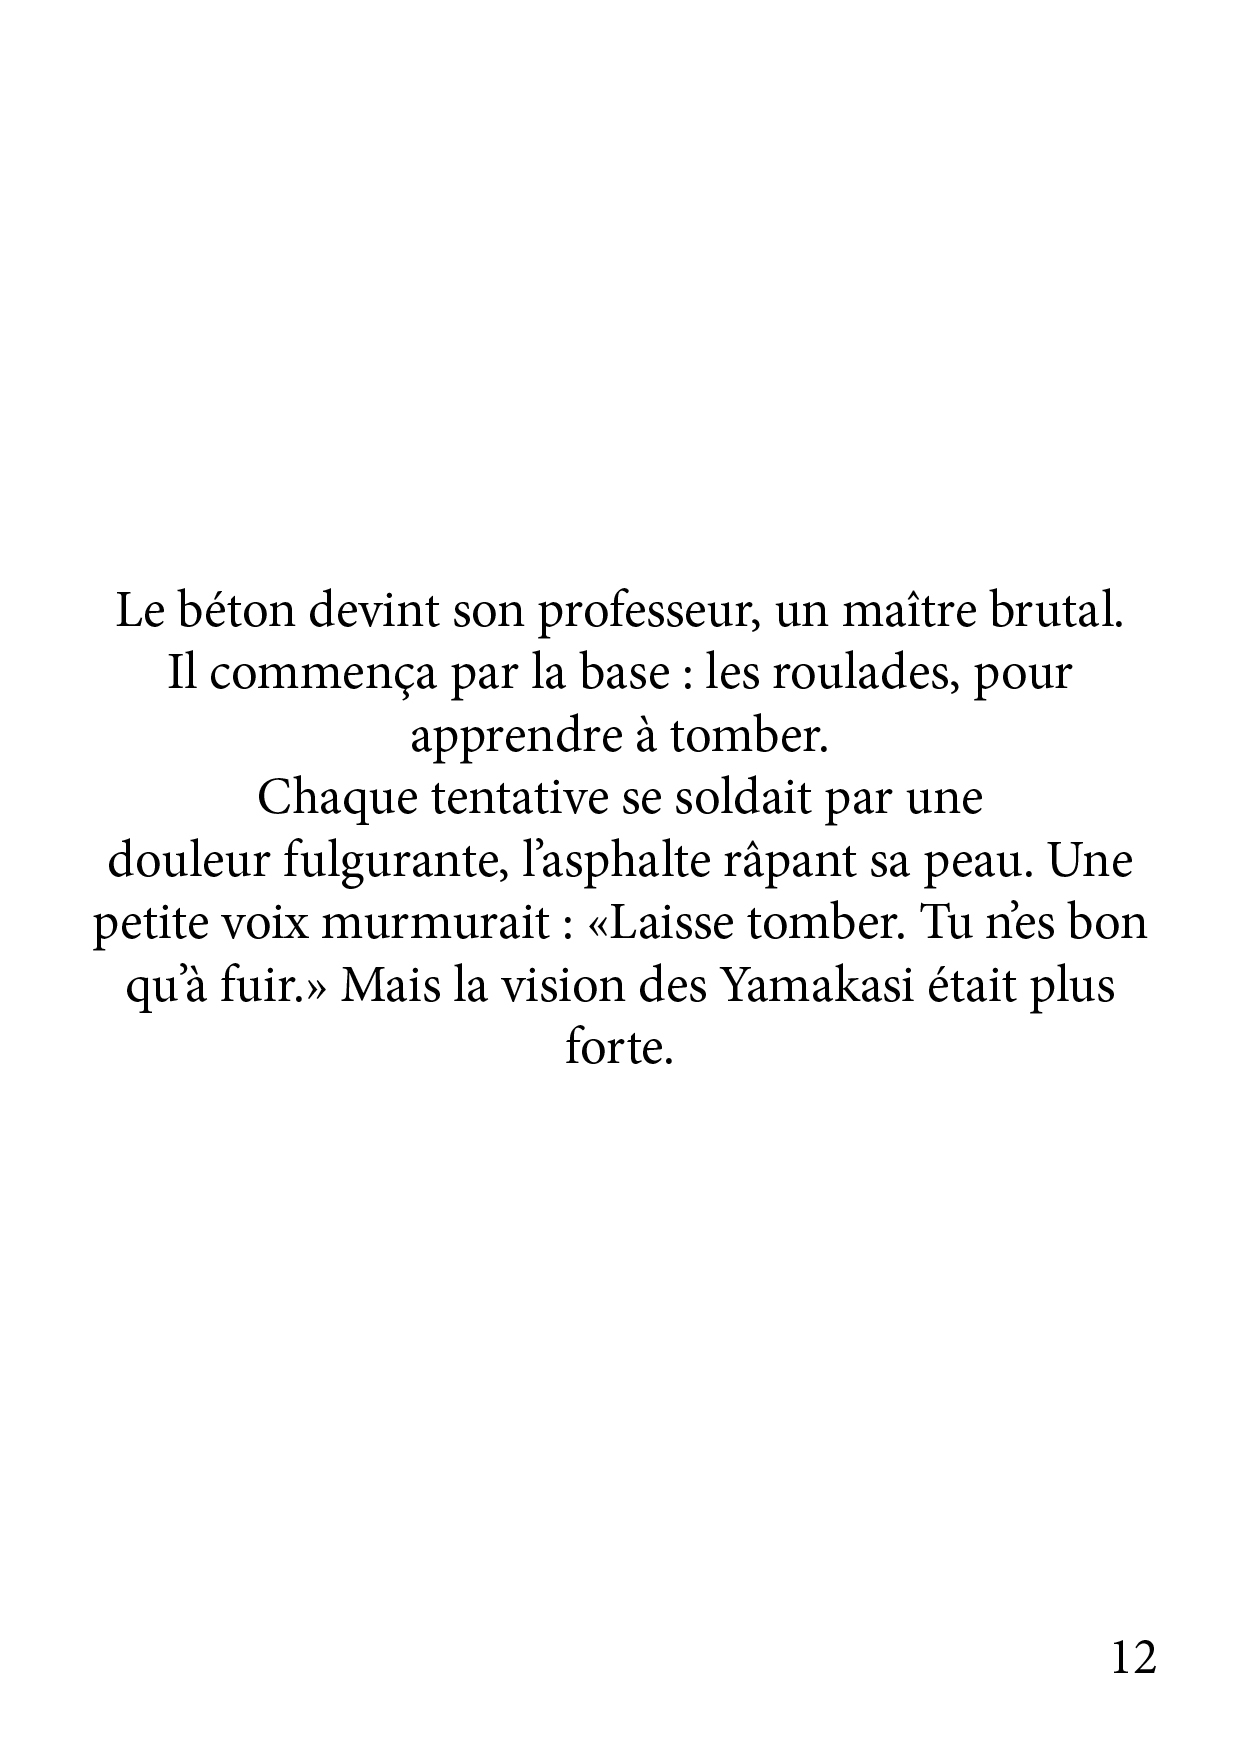 Le béton devint son professeur, un maître brutal.
Il commença par la base : les roulades, pour
apprendre à tomber.
Chaque tentative se soldait par une
douleur fulgurante, l’asphalte râpant sa peau. Une
petite voix murmurait : «Laisse tomber. Tu n’es bon
qu’à fuir.» Mais la vision des Yamakasi était plus
forte.
12